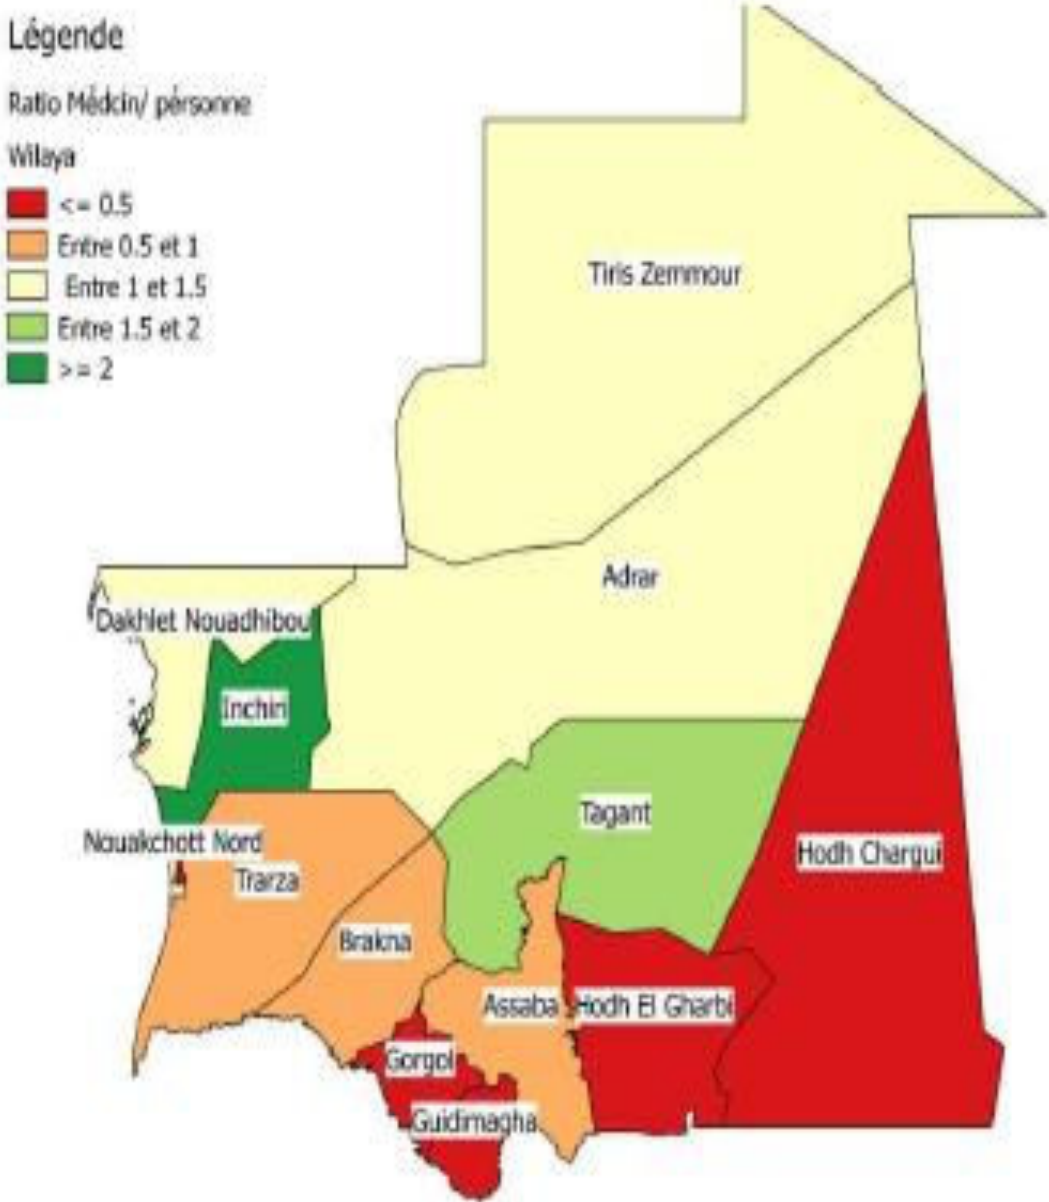 Légende
Ratio Médcin/ pérsonne
Wilaya
<= 0.5
Entre 0.5 et 1
Entre 1 et 1.5
Entre 1.5 et 2
>= 2
Tiris Zemmour
Adrar
Dakhlet Nouadhibou
Inchiri
Tagant
Nouakchott Nord
Hodh Chargui
Trarza
Brakna
Assaba
Hodh El Gharbi
Gorgol
Guidimagha